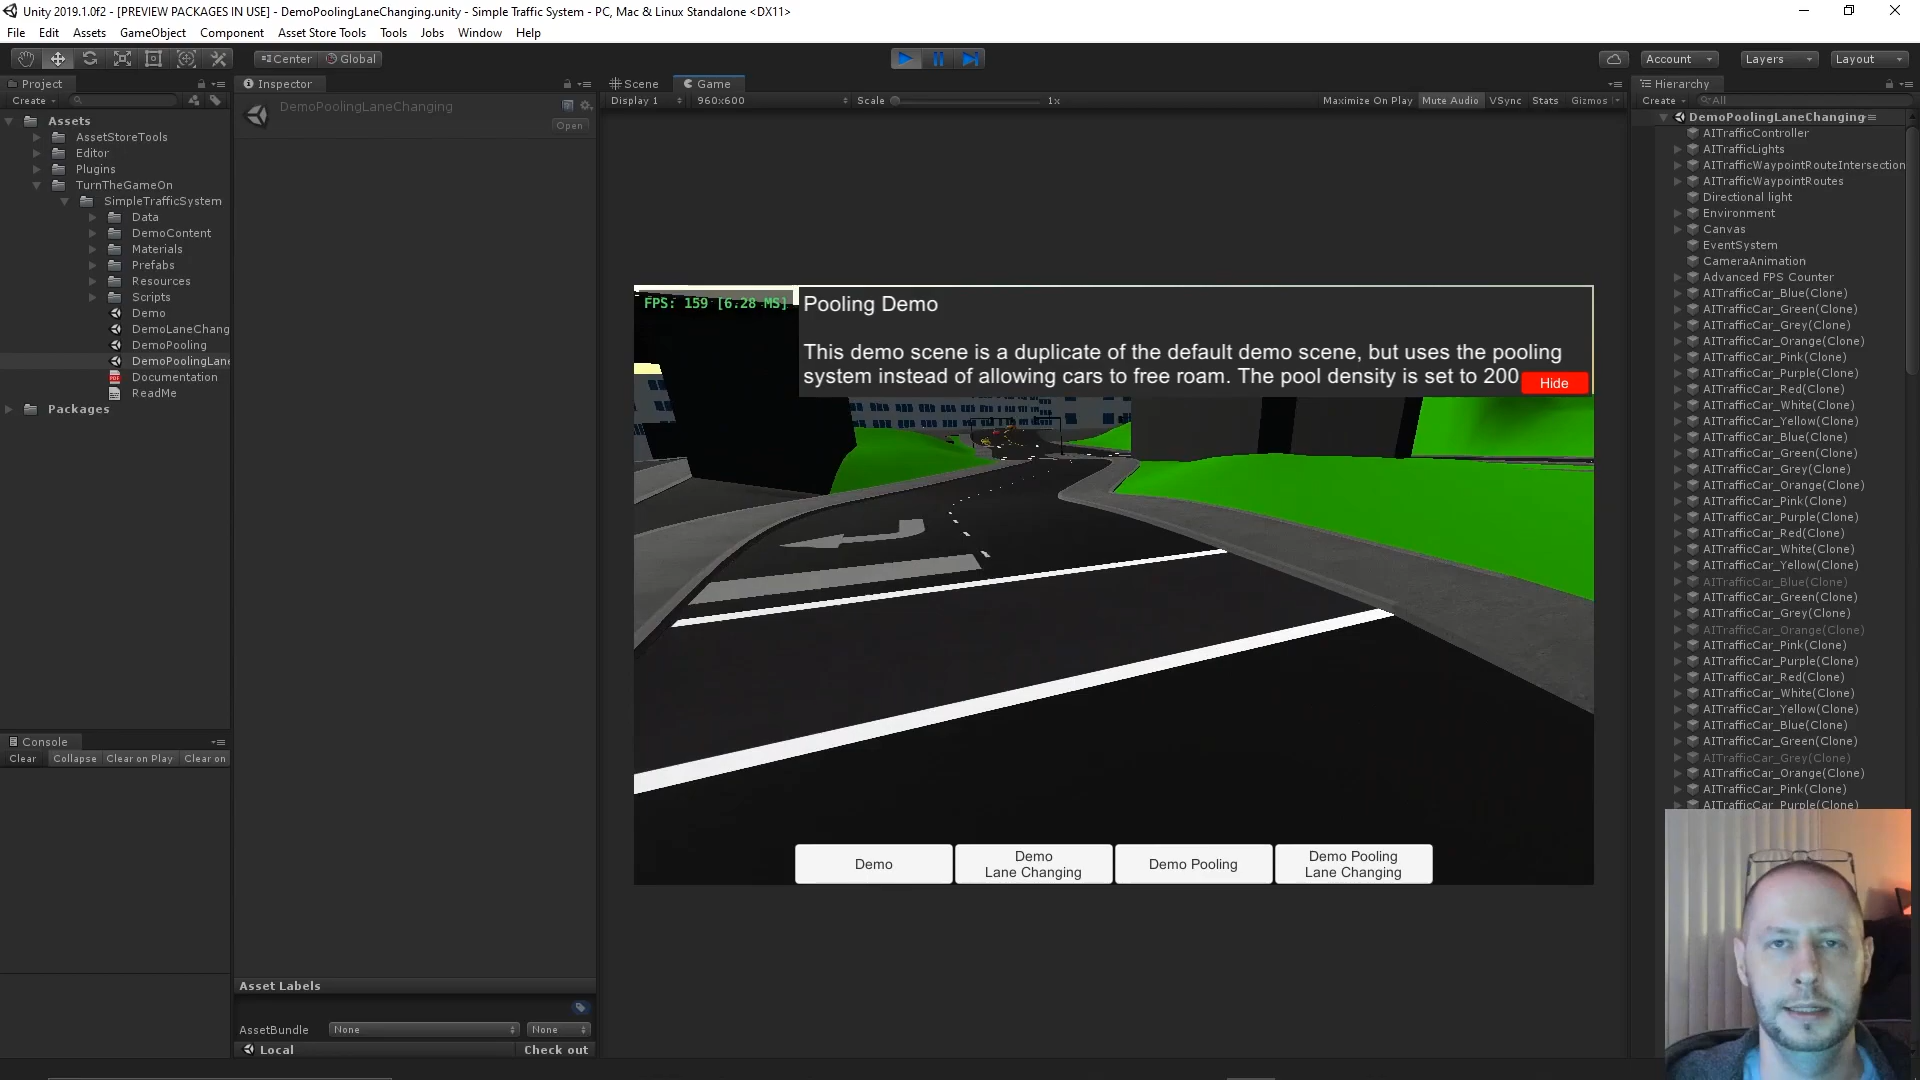 Unity 2019.1.0f2 - [PREVIEW PACKAGES IN USE] - DemoPoolingLaneChanging.unity - Simple Traffic System - PC, Mac & Linux Standalone <DX11>
File Edit Assets GameObject Component Asset Store Tools Tools Jobs Window Help
Center Global
Account Layers Layout
Project
Create
Assets
AssetStoreTools
Editor
Plugins
TurnTheGameOn
SimpleTrafficSystem
Data
DemoContent
Materials
Prefabs
Resources
Scripts
Demo
DemoLaneChang
DemoPooling
DemoPoolingLane
Documentation
ReadMe
Packages
Console
Clear Collapse Clear on Play Clear on
Inspector
DemoPoolingLaneChanging
Open
Asset Labels
AssetBundle None None
Local Check out
Scene Game
Display 1 960x600 Scale 1x Maximize On Play Mute Audio VSync Stats Gizmos
FPS: 159 [6.28 MS]
Pooling Demo
This demo scene is a duplicate of the default demo scene, but uses the pooling
system instead of allowing cars to free roam. The pool density is set to 200
Hide
Demo
Demo
Lane Changing
Demo Pooling
Demo Pooling
Lane Changing
Hierarchy
Create All
DemoPoolingLaneChanging
AITrafficController
AITrafficLights
AITrafficWaypointRouteIntersection
AITrafficWaypointRoutes
Directional light
Environment
Canvas
EventSystem
CameraAnimation
Advanced FPS Counter
AITrafficCar_Blue(Clone)
AITrafficCar_Green(Clone)
AITrafficCar_Grey(Clone)
AITrafficCar_Orange(Clone)
AITrafficCar_Pink(Clone)
AITrafficCar_Purple(Clone)
AITrafficCar_Red(Clone)
AITrafficCar_White(Clone)
AITrafficCar_Yellow(Clone)
AITrafficCar_Blue(Clone)
AITrafficCar_Green(Clone)
AITrafficCar_Grey(Clone)
AITrafficCar_Orange(Clone)
AITrafficCar_Pink(Clone)
AITrafficCar_Purple(Clone)
AITrafficCar_Red(Clone)
AITrafficCar_White(Clone)
AITrafficCar_Yellow(Clone)
AITrafficCar_Blue(Clone)
AITrafficCar_Green(Clone)
AITrafficCar_Grey(Clone)
AITrafficCar_Orange(Clone)
AITrafficCar_Pink(Clone)
AITrafficCar_Purple(Clone)
AITrafficCar_Red(Clone)
AITrafficCar_White(Clone)
AITrafficCar_Yellow(Clone)
AITrafficCar_Blue(Clone)
AITrafficCar_Green(Clone)
AITrafficCar_Grey(Clone)
AITrafficCar_Orange(Clone)
AITrafficCar_Pink(Clone)
AITrafficCar_Purple(Clone)